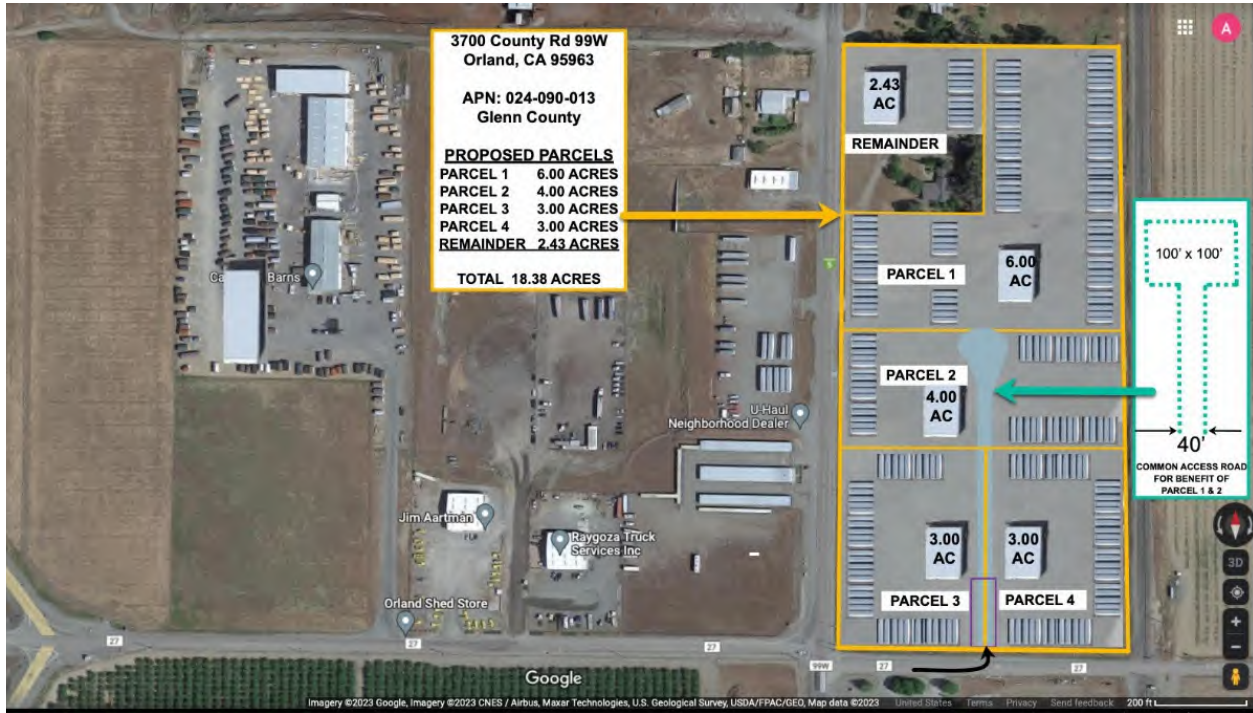 3700 County Rd 99W
Orland, CA 95963
APN: 024-090-013
Glenn County
PROPOSED PARCELS
PARCEL 1 6.00 ACRES
PARCEL 2 4.00 ACRES
PARCEL 3 3.00 ACRES
PARCEL 4 3.00 ACRES
REMAINDER 2.43 ACRES
TOTAL 18.38 ACRES
A
2.43
AC
REMAINDER
PARCEL 1
6.00
AC
PARCEL 2
4.00
AC
3.00
AC
3.00
AC
PARCEL 3
PARCEL 4
100' x 100'
40'
COMMON ACCESS ROAD
FOR BENEFIT OF
PARCEL 1 & 2
Barns
U-Haul
Neighborhood Dealer
Jim Aartman
Raygoza Truck
Services Inc
Orland Shed Store
27
27
27
99W
27
27
3D
Google
Imagery ©2023 Google, Imagery ©2023 CNES / Airbus, Maxar Technologies, U.S. Geological Survey, USDA/FPAC/GEO, Map data ©2023 United States Terms Privacy Send feedback 200 ft